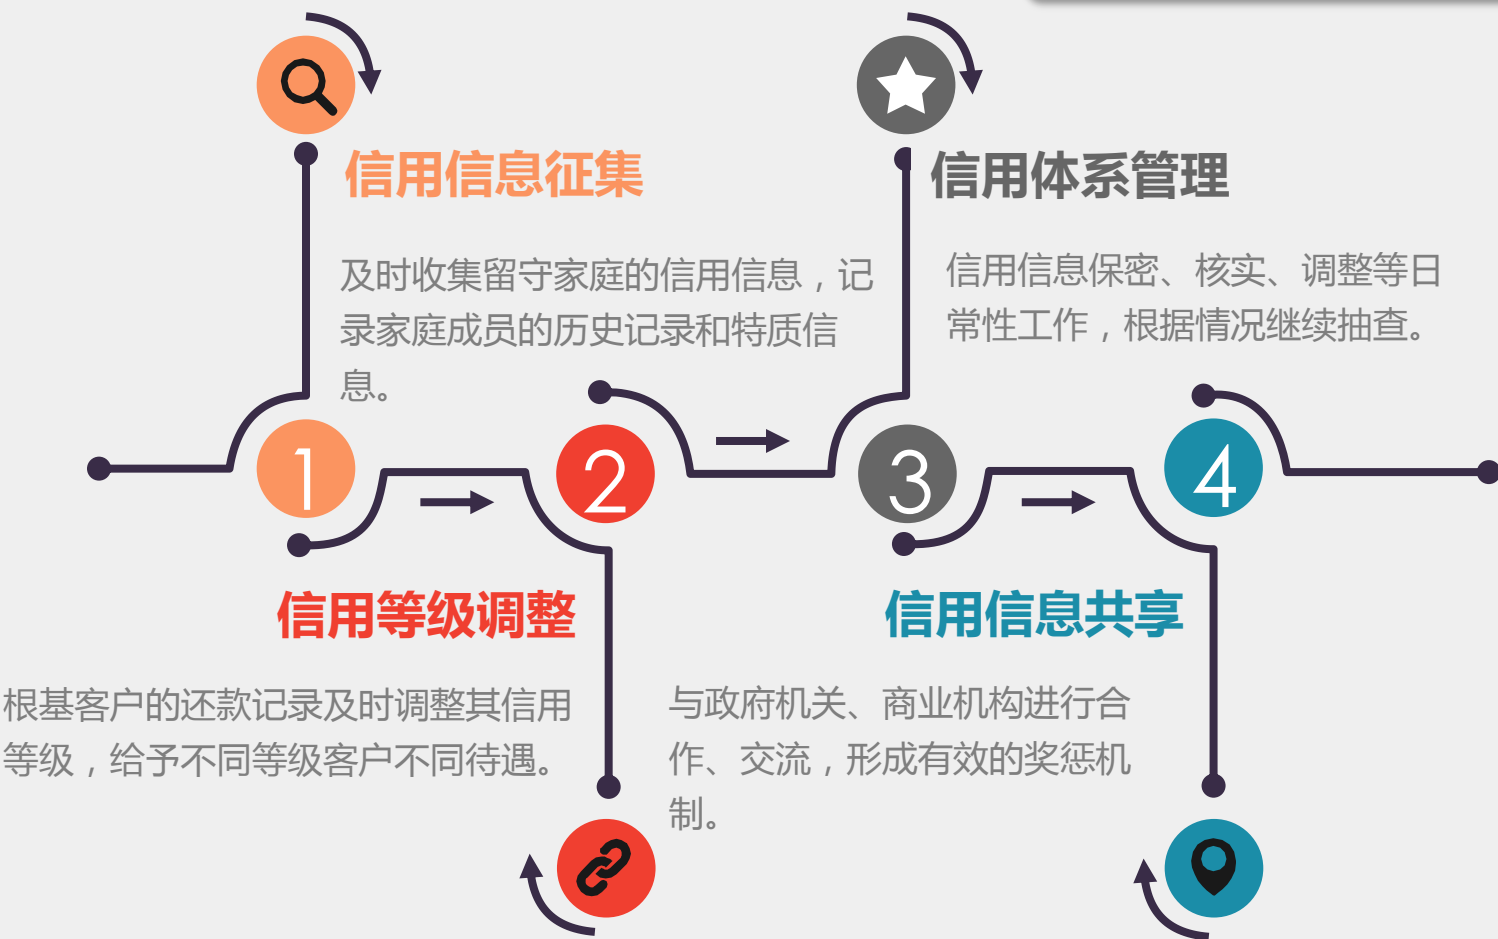 信用信息征集
及时收集留守家庭的信用信息，记
录家庭成员的历史记录和特质信
息。
信用体系管理
信用信息保密、核实、调整等日
常性工作，根据情况继续抽查。
1
2
3
4
信用等级调整
根基客户的还款记录及时调整其信用
等级，给予不同等级客户不同待遇。
信用信息共享
与政府机关、商业机构进行合
作、交流，形成有效的奖惩机
制。